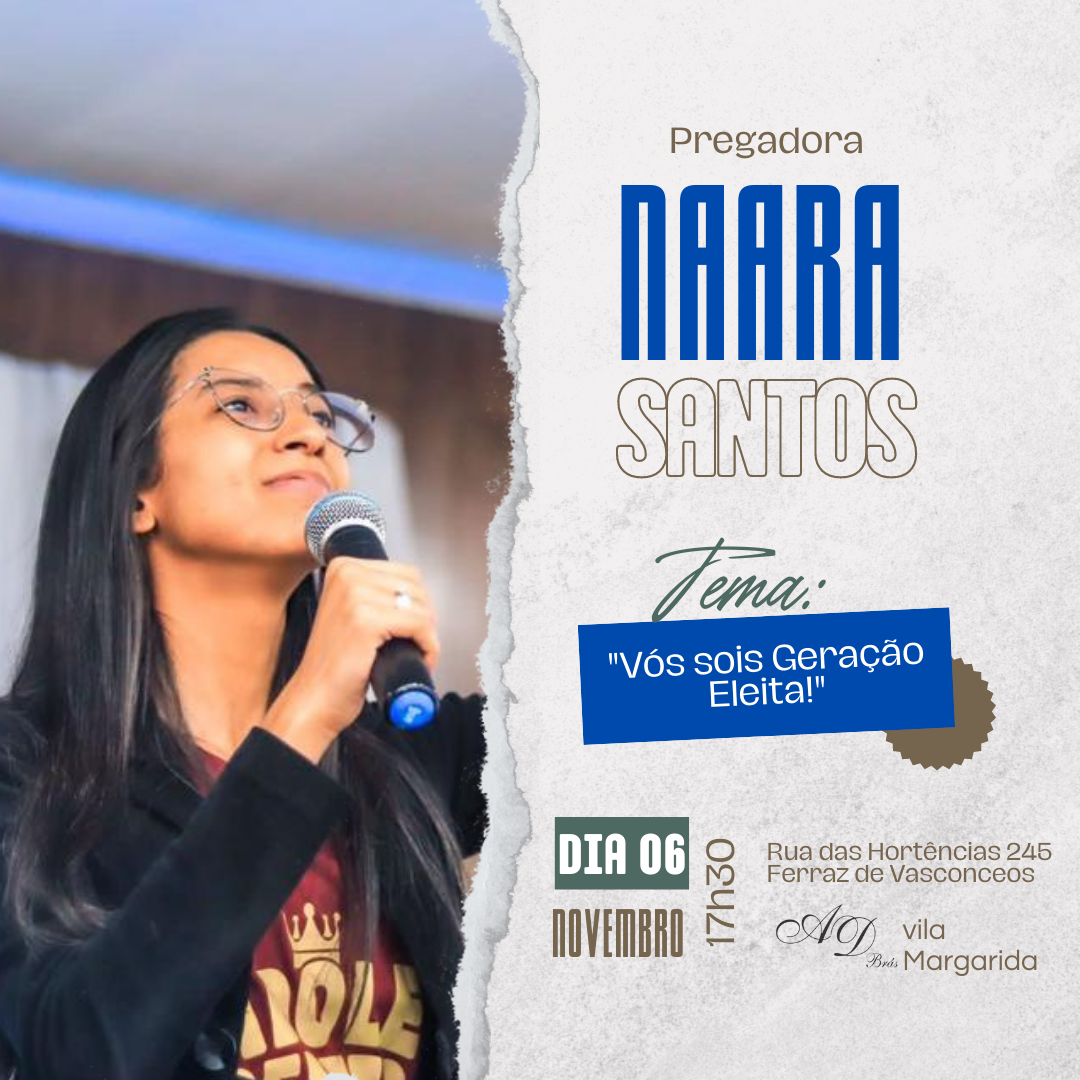 Pregadora
NAARA
SANTOS
Tema:
"Vós sois Geração
Eleita!"
DIA 06
NOVEMBRO
17h30
Rua das Hortências 245
Ferraz de Vasconceos
AD Brás
vila
Margarida